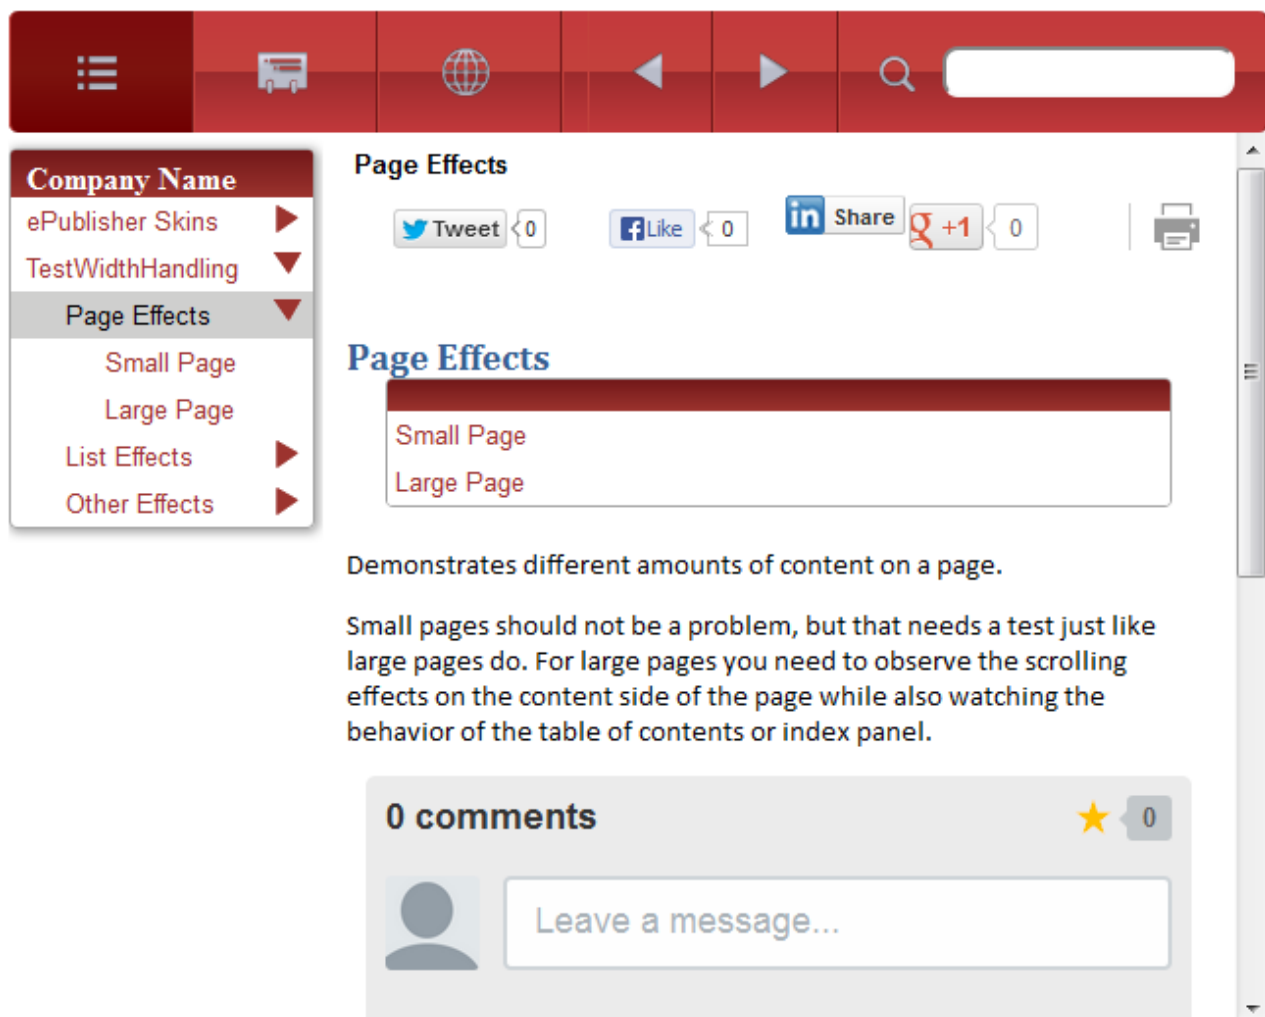 Company Name
ePublisher Skins
TestWidthHandling
Page Effects
Small Page
Large Page
List Effects
Other Effects
Page Effects
Tweet 0
Like 0
in Share
g +1 0
Page Effects
Small Page
Large Page
Demonstrates different amounts of content on a page.
Small pages should not be a problem, but that needs a test just like
large pages do. For large pages you need to observe the scrolling
effects on the content side of the page while also watching the
behavior of the table of contents or index panel.
0 comments
0
Leave a message...